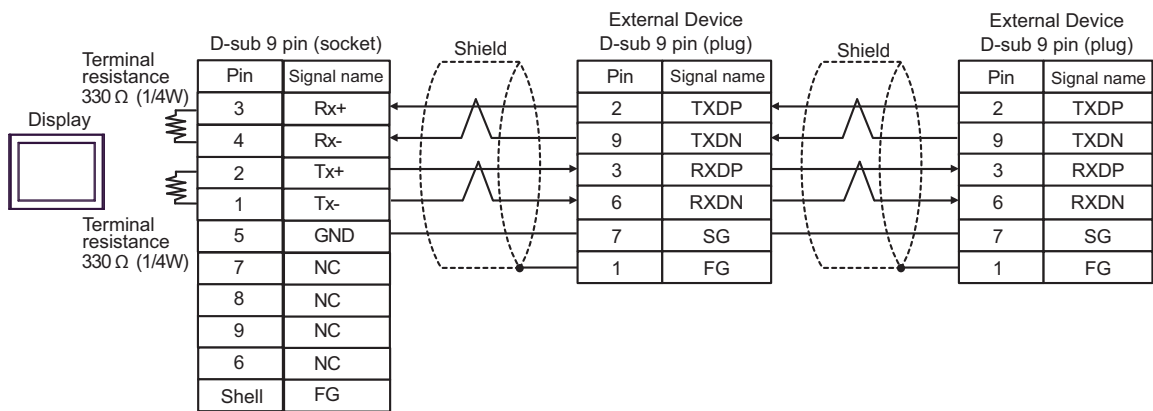 External Device
External Device
D-sub 9 pin (socket)
Shield
D-sub 9 pin (plug)
Shield
D-sub 9 pin (plug)
Terminal
resistance
330 Ω (1/4W)
Display
Terminal
resistance
330 Ω (1/4W)
Pin Signal name
3 Rx+
4 Rx-
2 Tx+
1 Tx-
5 GND
7 NC
8 NC
9 NC
6 NC
Shell FG
Pin Signal name
2 TXDP
9 TXDN
3 RXDP
6 RXDN
7 SG
1 FG
Pin Signal name
2 TXDP
9 TXDN
3 RXDP
6 RXDN
7 SG
1 FG